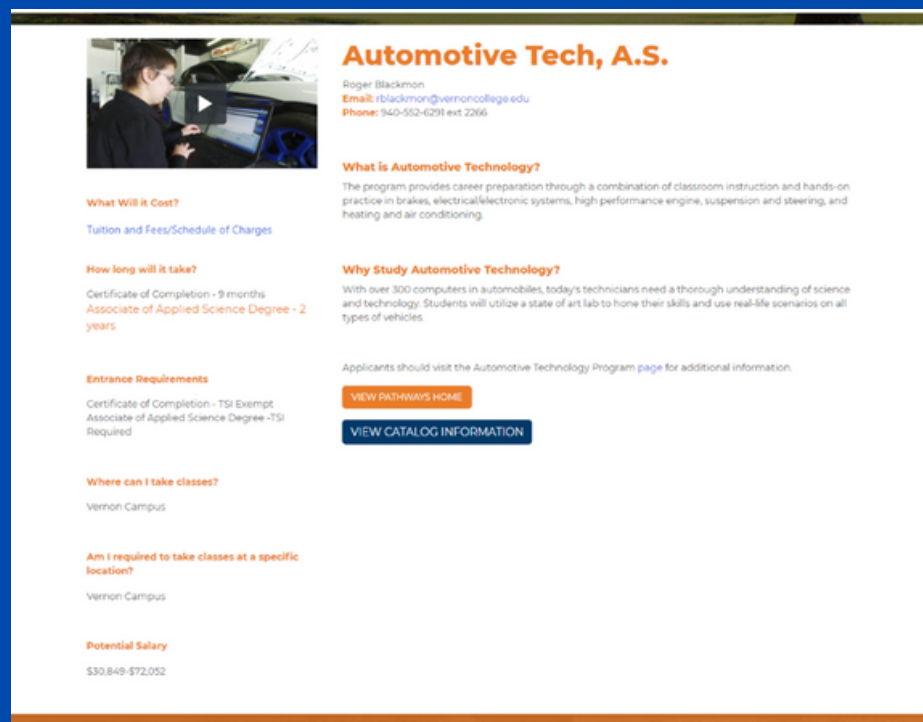 Automotive Tech, A.S.
Roger Blackmon
Email: rblackmon@vernoncollege.edu
Phone: 940-552-6291 ext 2266
What is Automotive Technology?
The program provides career preparation through a combination of classroom instruction and hands-on
practice in brakes, electrical/electronic systems, high performance engine, suspension and steering, and
heating and air conditioning.
Why Study Automotive Technology?
With over 300 computers in automobiles, today's technicians need a thorough understanding of science
and technology. Students will utilize a state of art lab to hone their skills and use real-life scenarios on all
types of vehicles.
Applicants should visit the Automotive Technology Program page for additional information.
VIEW PATHWAYS HOME
VIEW CATALOG INFORMATION
What Will it Cost?
Tuition and Fees/Schedule of Charges
How long will it take?
Certificate of Completion - 9 months
Associate of Applied Science Degree - 2
years
Entrance Requirements
Certificate of Completion - TSI Exempt
Associate of Applied Science Degree -TSI
Required
Where can I take classes?
Vernon Campus
Am I required to take classes at a specific
location?
Vernon Campus
Potential Salary
$30,849-$72,052